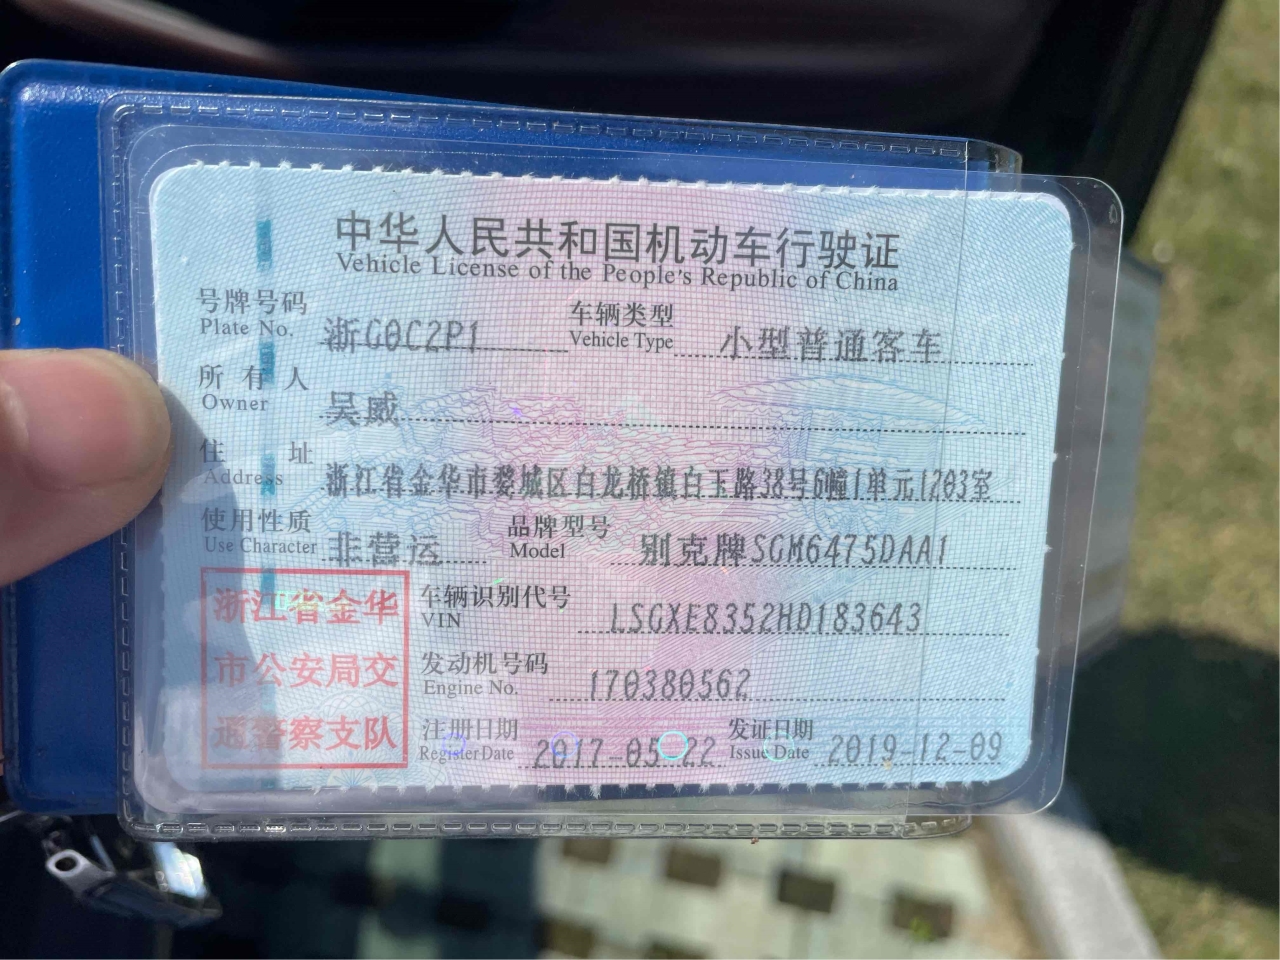 中华人民共和国机动车行驶证
Vehicle License of the People's Republic of China
号牌号码 浙G0C2P1 车辆类型 小型普通客车
Plate No. Vehicle Type
所有人 吴威
Owner
住址 浙江省金华市婺城区白龙桥镇白玉路38号6幢1单元1203室
Address
使用性质 非营运 品牌型号 别克牌SGM6475DAA1
Use Character Model
浙江省金华
市公安局交
通警察支队
车辆识别代号 LSGXE8352HD183643
VIN
发动机号码 170380562
Engine No.
注册日期 2017-05-22 发证日期 2019-12-09
Register Date Issue Date